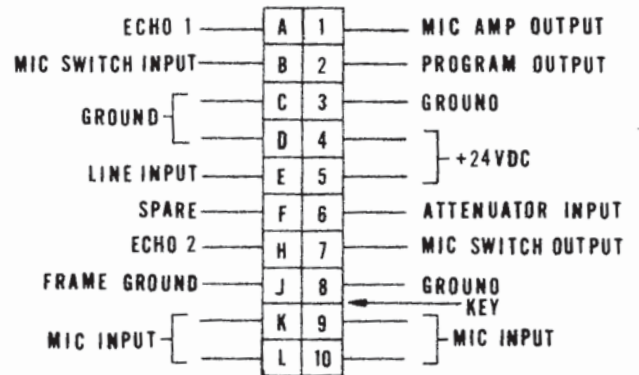 ECHO 1 A 1 MIC AMP OUTPUT
MIC SWITCH INPUT B 2 PROGRAM OUTPUT
C 3 GROUND
GROUND
D 4
+24VDC
LINE INPUT E 5
SPARE F 6 ATTENUATOR INPUT
ECHO 2 H 7 MIC SWITCH OUTPUT
FRAME GROUND J 8 GROUND
KEY
K 9
MIC INPUT MIC INPUT
L 10